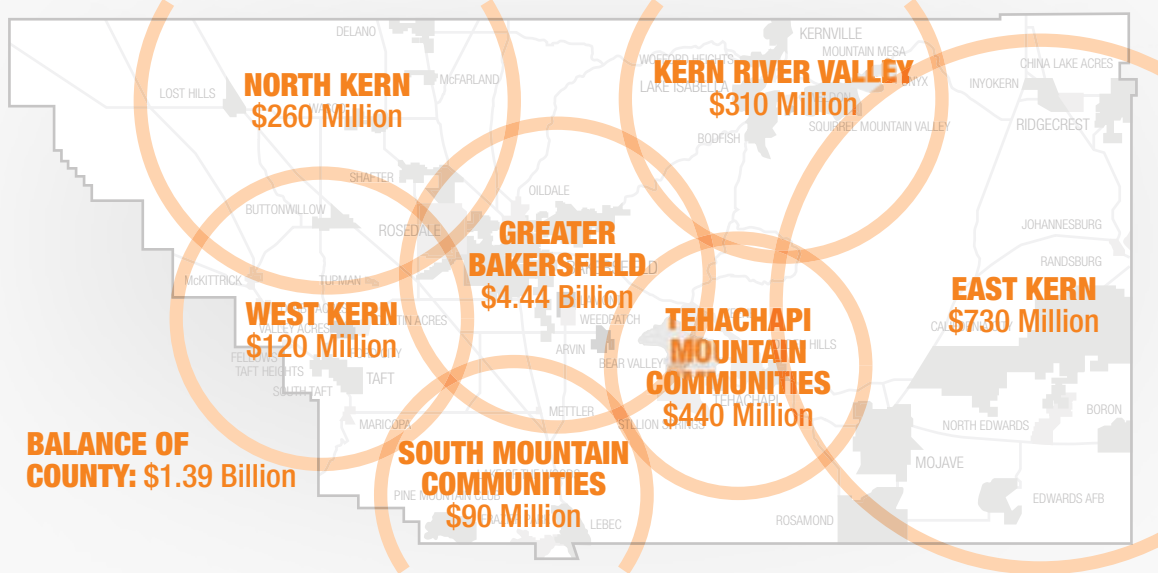 DELANO
KERNVILLE
MOUNTAIN MESA
WOFFORD HEIGHTS
CHINA LAKE ACRES
KERN RIVER VALLEY
$310 Million
NORTH KERN
$260 Million
McFARLAND
LAKE ISABELLA
INYOKERN
LOST HILLS
RIDGECREST
SQUIRREL MOUNTAIN VALLEY
BODFISH
SHAFTER
OILDALE
BUTTONWILLOW
ROSEDALE
JOHANNESBURG
RANDSBURG
GREATER
BAKERSFIELD
$4.44 Billion
McKITTRICK
TUPMAN
EAST KERN
$730 Million
WEST KERN
$120 Million
WEEDPATCH
VALLEY ACRES
TEHACHAPI
MOUNTAIN
COMMUNITIES
$440 Million
ARVIN
BEAR VALLEY
FELLOWS
TAFT HEIGHTS
TAFT
SOUTH TAFT
TEHACHAPI
METTLER
MARICOPA
BORON
NORTH EDWARDS
BALANCE OF
COUNTY: $1.39 Billion
SOUTH MOUNTAIN
COMMUNITIES
$90 Million
MOJAVE
PINE MOUNTAIN CLUB
LEBEC
ROSAMOND
EDWARDS AFB